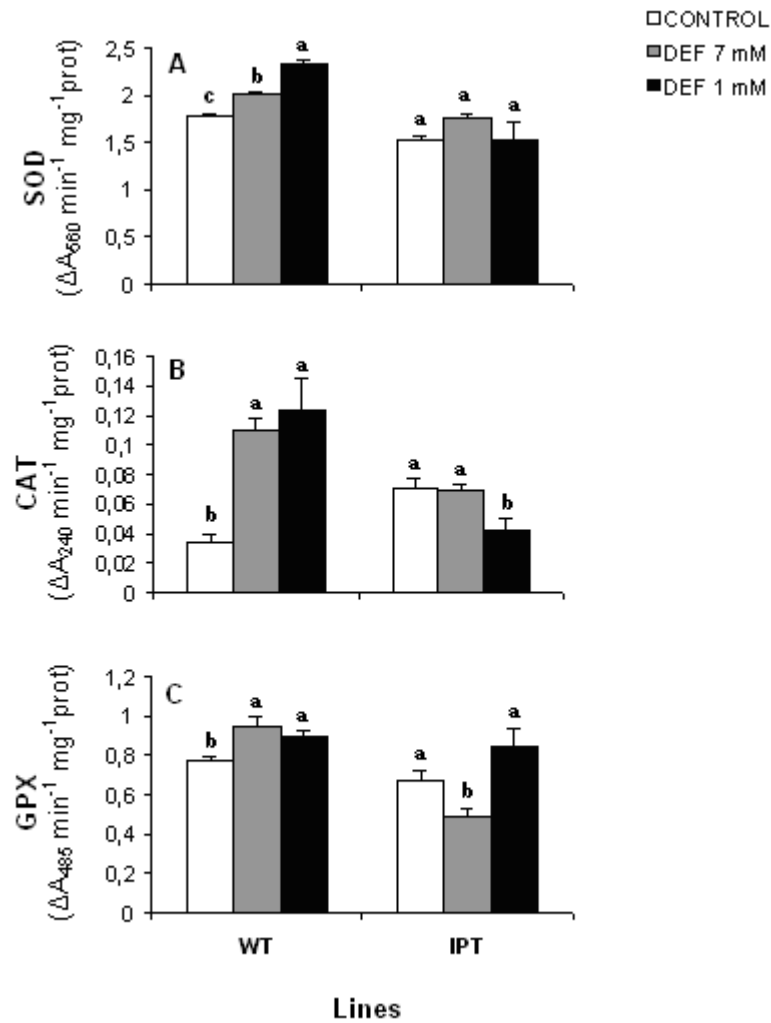 CONTROL
DEF 7 mM
DEF 1 mM
A
SOD
(ΔA₅₆₀ min⁻¹ mg⁻¹prot)
2,5
2
1,5
1
0,5
0
c
b
a
a
a
a
B
CAT
(ΔA₂₄₀ min⁻¹ mg⁻¹prot)
0,16
0,14
0,12
0,1
0,08
0,06
0,04
0,02
0
b
a
a
a
a
b
C
GPX
(ΔA₄₈₅ min⁻¹ mg⁻¹prot)
1,2
1
0,8
0,6
0,4
0,2
0
b
a
a
a
b
a
WT
IPT
Lines